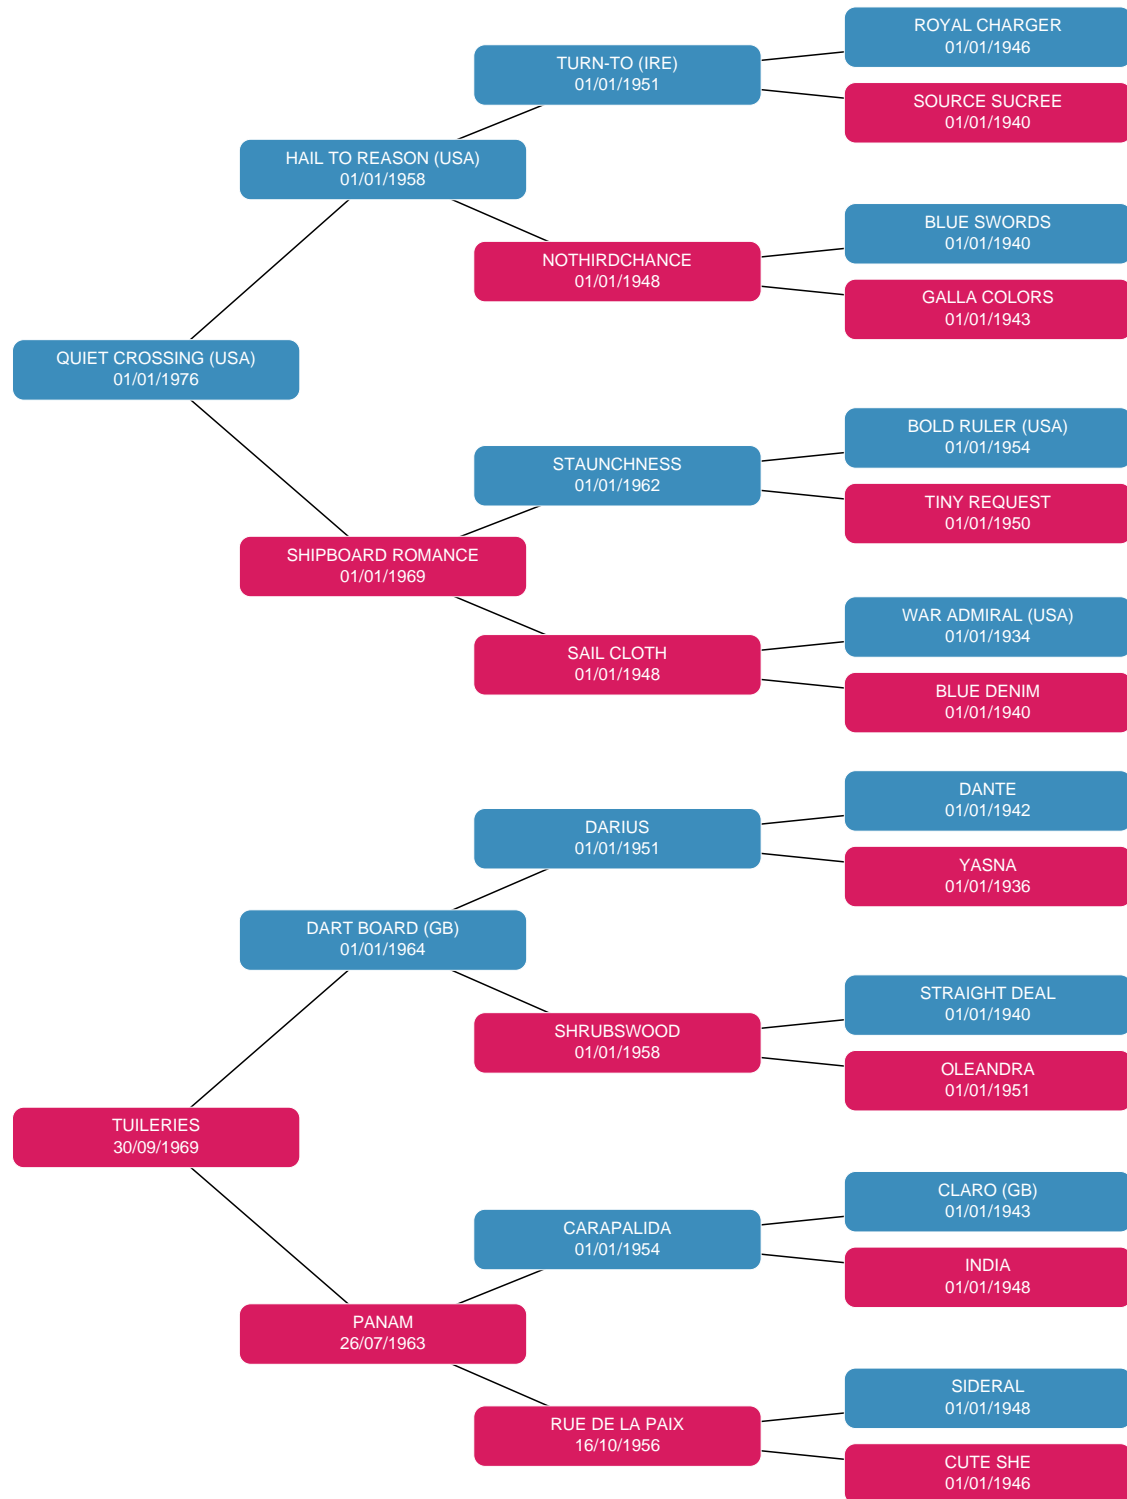 ROYAL CHARGER
01/01/1946
TURN-TO (IRE)
01/01/1951
SOURCE SUCREE
01/01/1940
HAIL TO REASON (USA)
01/01/1958
BLUE SWORDS
01/01/1940
NOTHIRDCHANCE
01/01/1948
GALLA COLORS
01/01/1943
QUIET CROSSING (USA)
01/01/1976
BOLD RULER (USA)
01/01/1954
STAUNCHNESS
01/01/1962
TINY REQUEST
01/01/1950
SHIPBOARD ROMANCE
01/01/1969
WAR ADMIRAL (USA)
01/01/1934
SAIL CLOTH
01/01/1948
BLUE DENIM
01/01/1940
DANTE
01/01/1942
DARIUS
01/01/1951
YASNA
01/01/1936
DART BOARD (GB)
01/01/1964
STRAIGHT DEAL
01/01/1940
SHRUBSWOOD
01/01/1958
OLEANDRA
01/01/1951
TUILERIES
30/09/1969
CLARO (GB)
01/01/1943
CARAPALIDA
01/01/1954
INDIA
01/01/1948
PANAM
26/07/1963
SIDERAL
01/01/1948
RUE DE LA PAIX
16/10/1956
CUTE SHE
01/01/1946